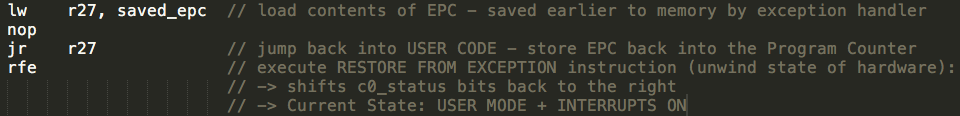 lw r27, saved_epc // load contents of EPC – saved earlier to memory by exception handler
nop
jr r27 // jump back into USER CODE – store EPC back into the Program Counter
rfe // execute RESTORE FROM EXCEPTION instruction (unwind state of hardware):
// -> shifts c0_status bits back to the right
// -> Current State: USER MODE + INTERRUPTS ON